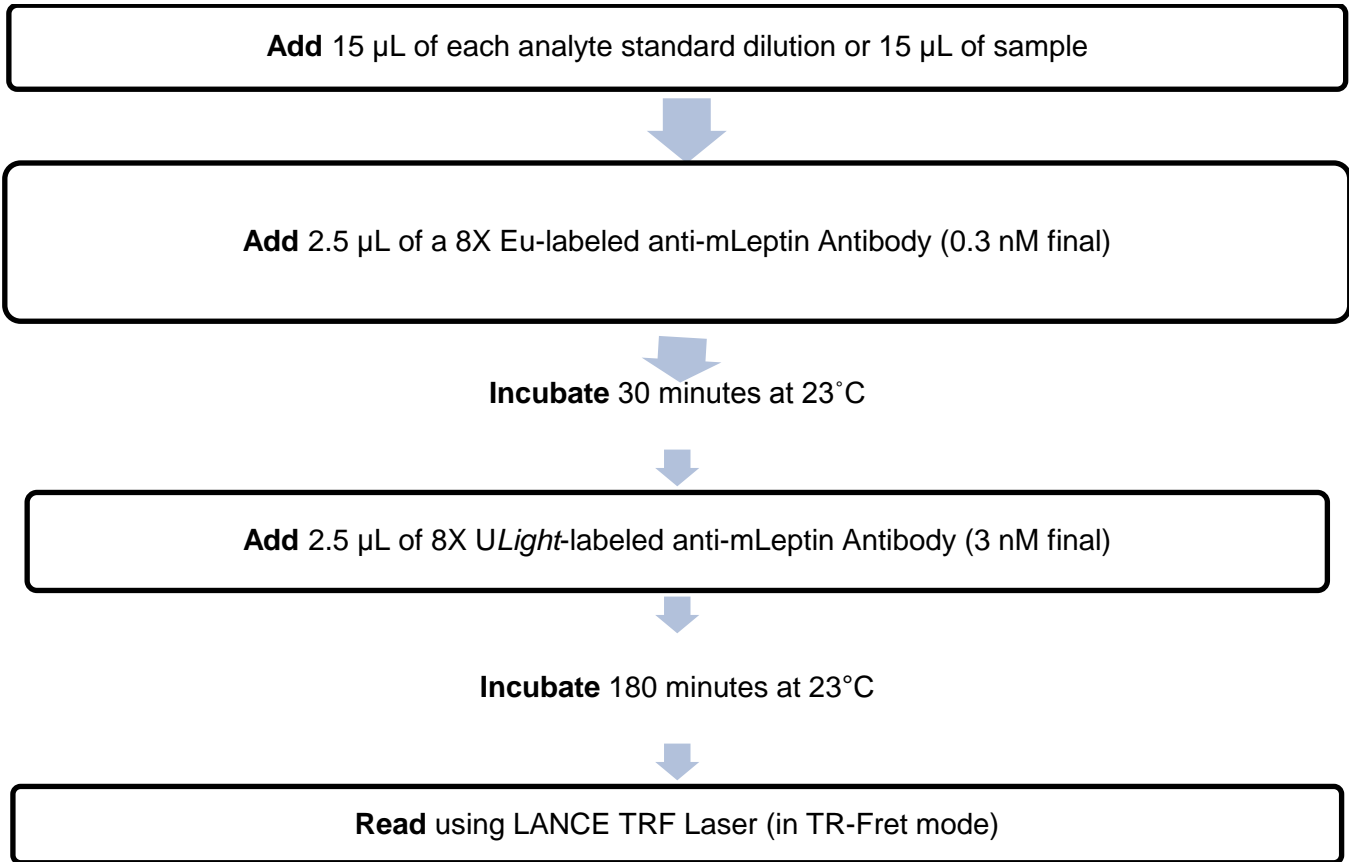 Add 15 µL of each analyte standard dilution or 15 µL of sample
Add 2.5 µL of a 8X Eu-labeled anti-mLeptin Antibody (0.3 nM final)
Incubate 30 minutes at 23˚C
Add 2.5 µL of 8X ULight-labeled anti-mLeptin Antibody (3 nM final)
Incubate 180 minutes at 23°C
Read using LANCE TRF Laser (in TR-Fret mode)